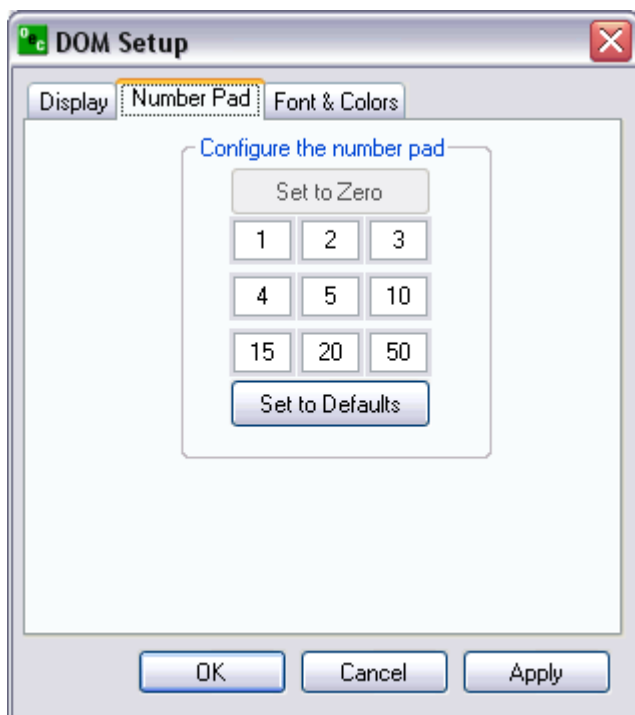 Oec DOM Setup
Display Number Pad Font & Colors
Configure the number pad
Set to Zero
1 2 3
4 5 10
15 20 50
Set to Defaults
OK Cancel Apply